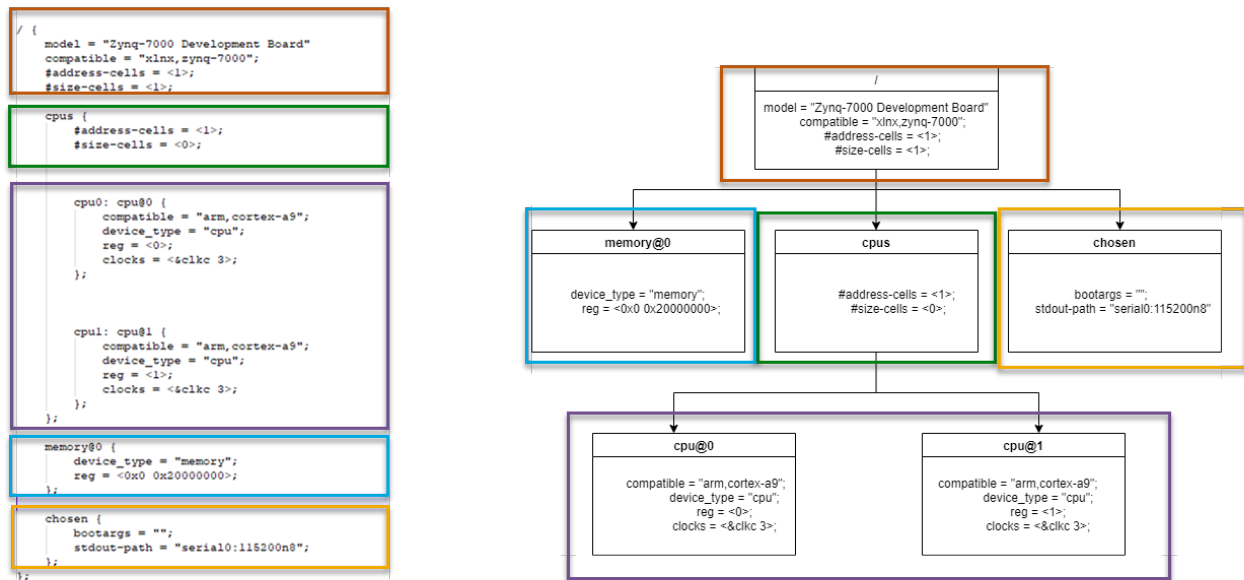 / {
model = "Zynq-7000 Development Board"
compatible = "xlnx,zynq-7000";
#address-cells = <1>;
#size-cells = <1>;
cpus {
#address-cells = <1>;
#size-cells = <0>;
cpu0: cpu@0 {
compatible = "arm,cortex-a9";
device_type = "cpu";
reg = <0>;
clocks = <&clkc 3>;
};
cpu1: cpu@1 {
compatible = "arm,cortex-a9";
device_type = "cpu";
reg = <1>;
clocks = <&clkc 3>;
};
};
memory@0 {
device_type = "memory";
reg = <0x0 0x20000000>;
};
chosen {
bootargs = "";
stdout-path = "serial0:115200n8";
};
};
/
model = "Zynq-7000 Development Board"
compatible = "xlnx,zynq-7000";
#address-cells = <1>;
#size-cells = <1>;
memory@0
device_type = "memory";
reg = <0x0 0x20000000>;
cpus
#address-cells = <1>;
#size-cells = <0>;
chosen
bootargs = "";
stdout-path = "serial0:115200n8"
cpu@0
compatible = "arm,cortex-a9";
device_type = "cpu";
reg = <0>;
clocks = <&clkc 3>;
cpu@1
compatible = "arm,cortex-a9";
device_type = "cpu";
reg = <1>;
clocks = <&clkc 3>;